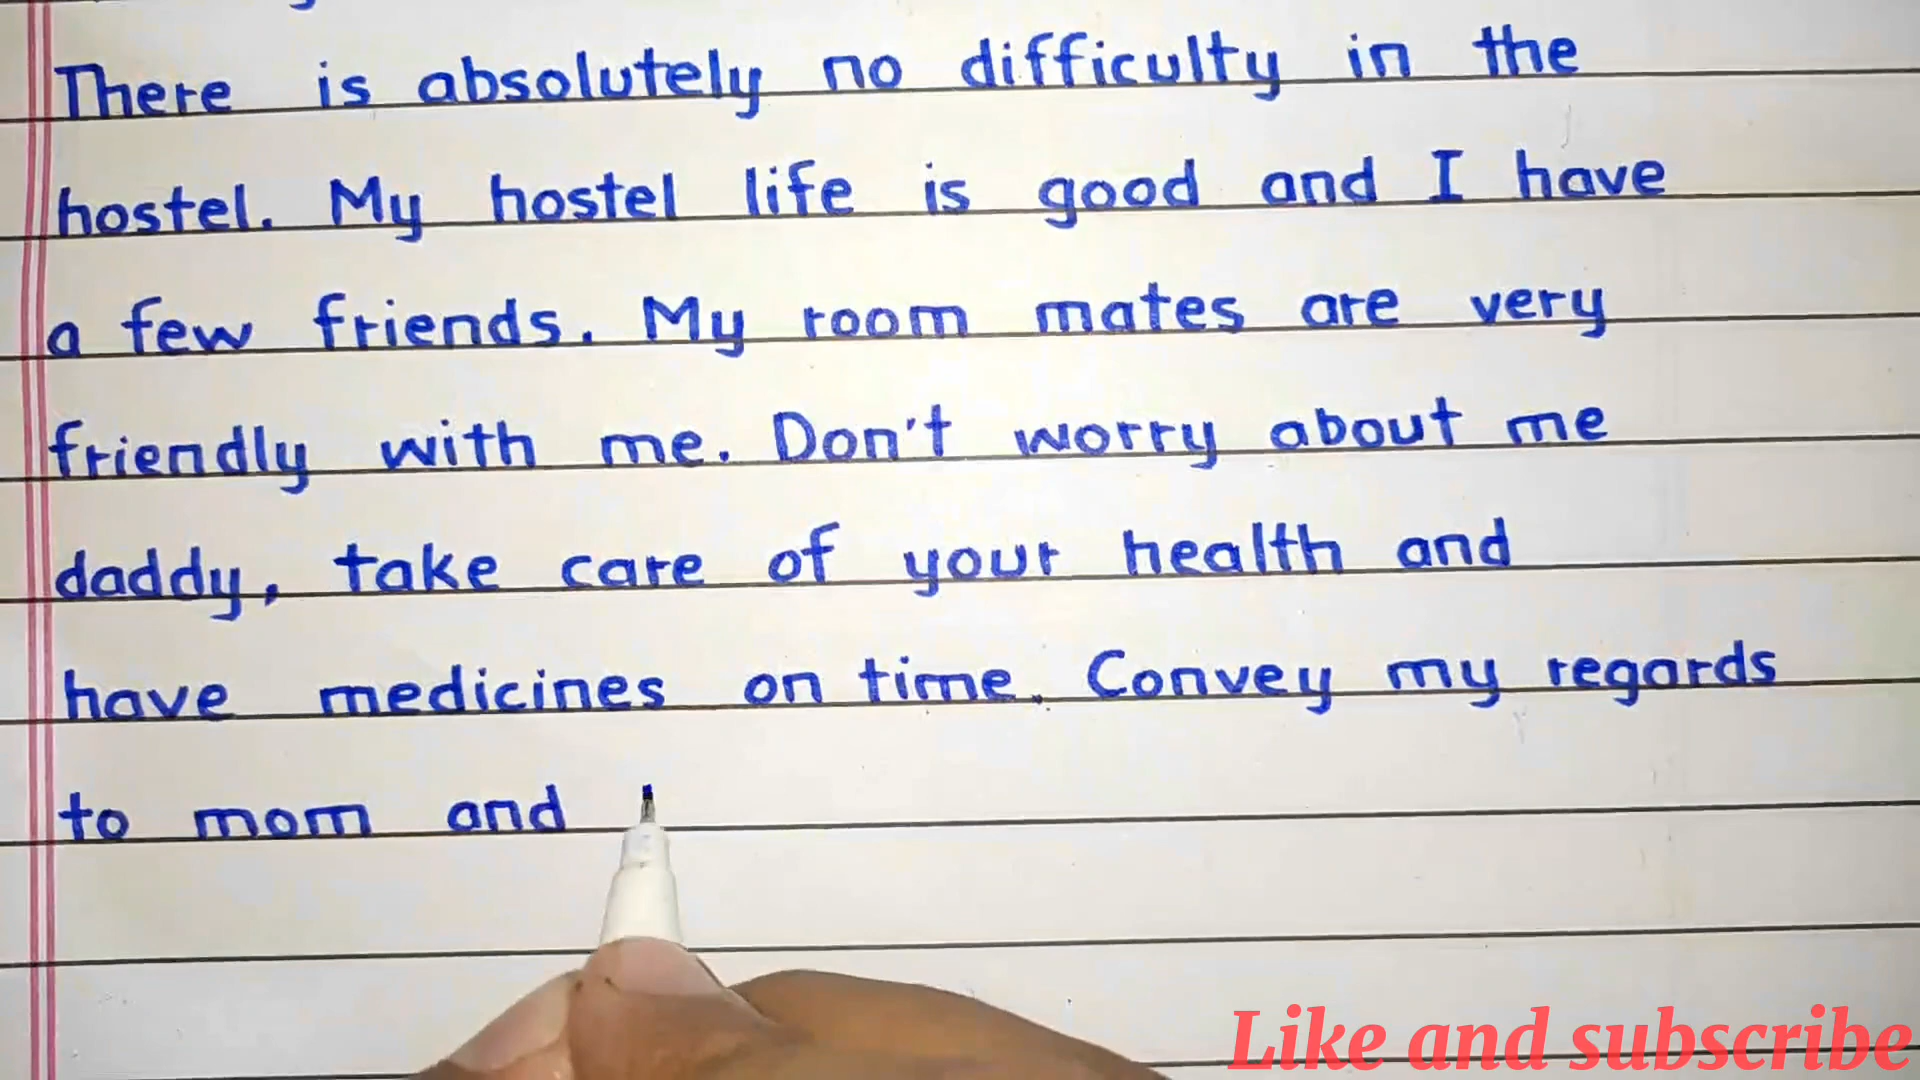 There is absolutely no difficulty in the
hostel. My hostel life is good and I have
a few friends. My room mates are very
friendly with me. Don't worry about me
daddy, take care of your health and
have medicines on time. Convey my regards
to mom and
Like and subscribe